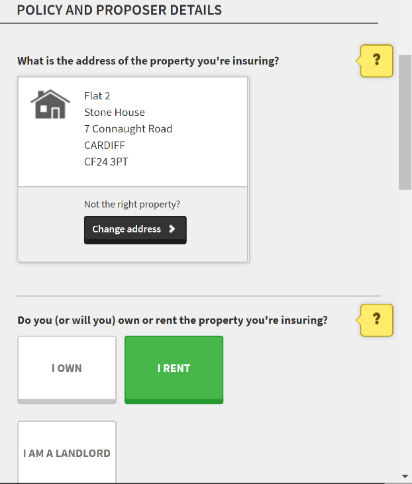 POLICY AND PROPOSER DETAILS
What is the address of the property you're insuring?
?
Flat 2
Stone House
7 Connaught Road
CARDIFF
CF24 3PT
Not the right property?
Change address
Do you (or will you) own or rent the property you're insuring?
?
I OWN
I RENT
I AM A LANDLORD